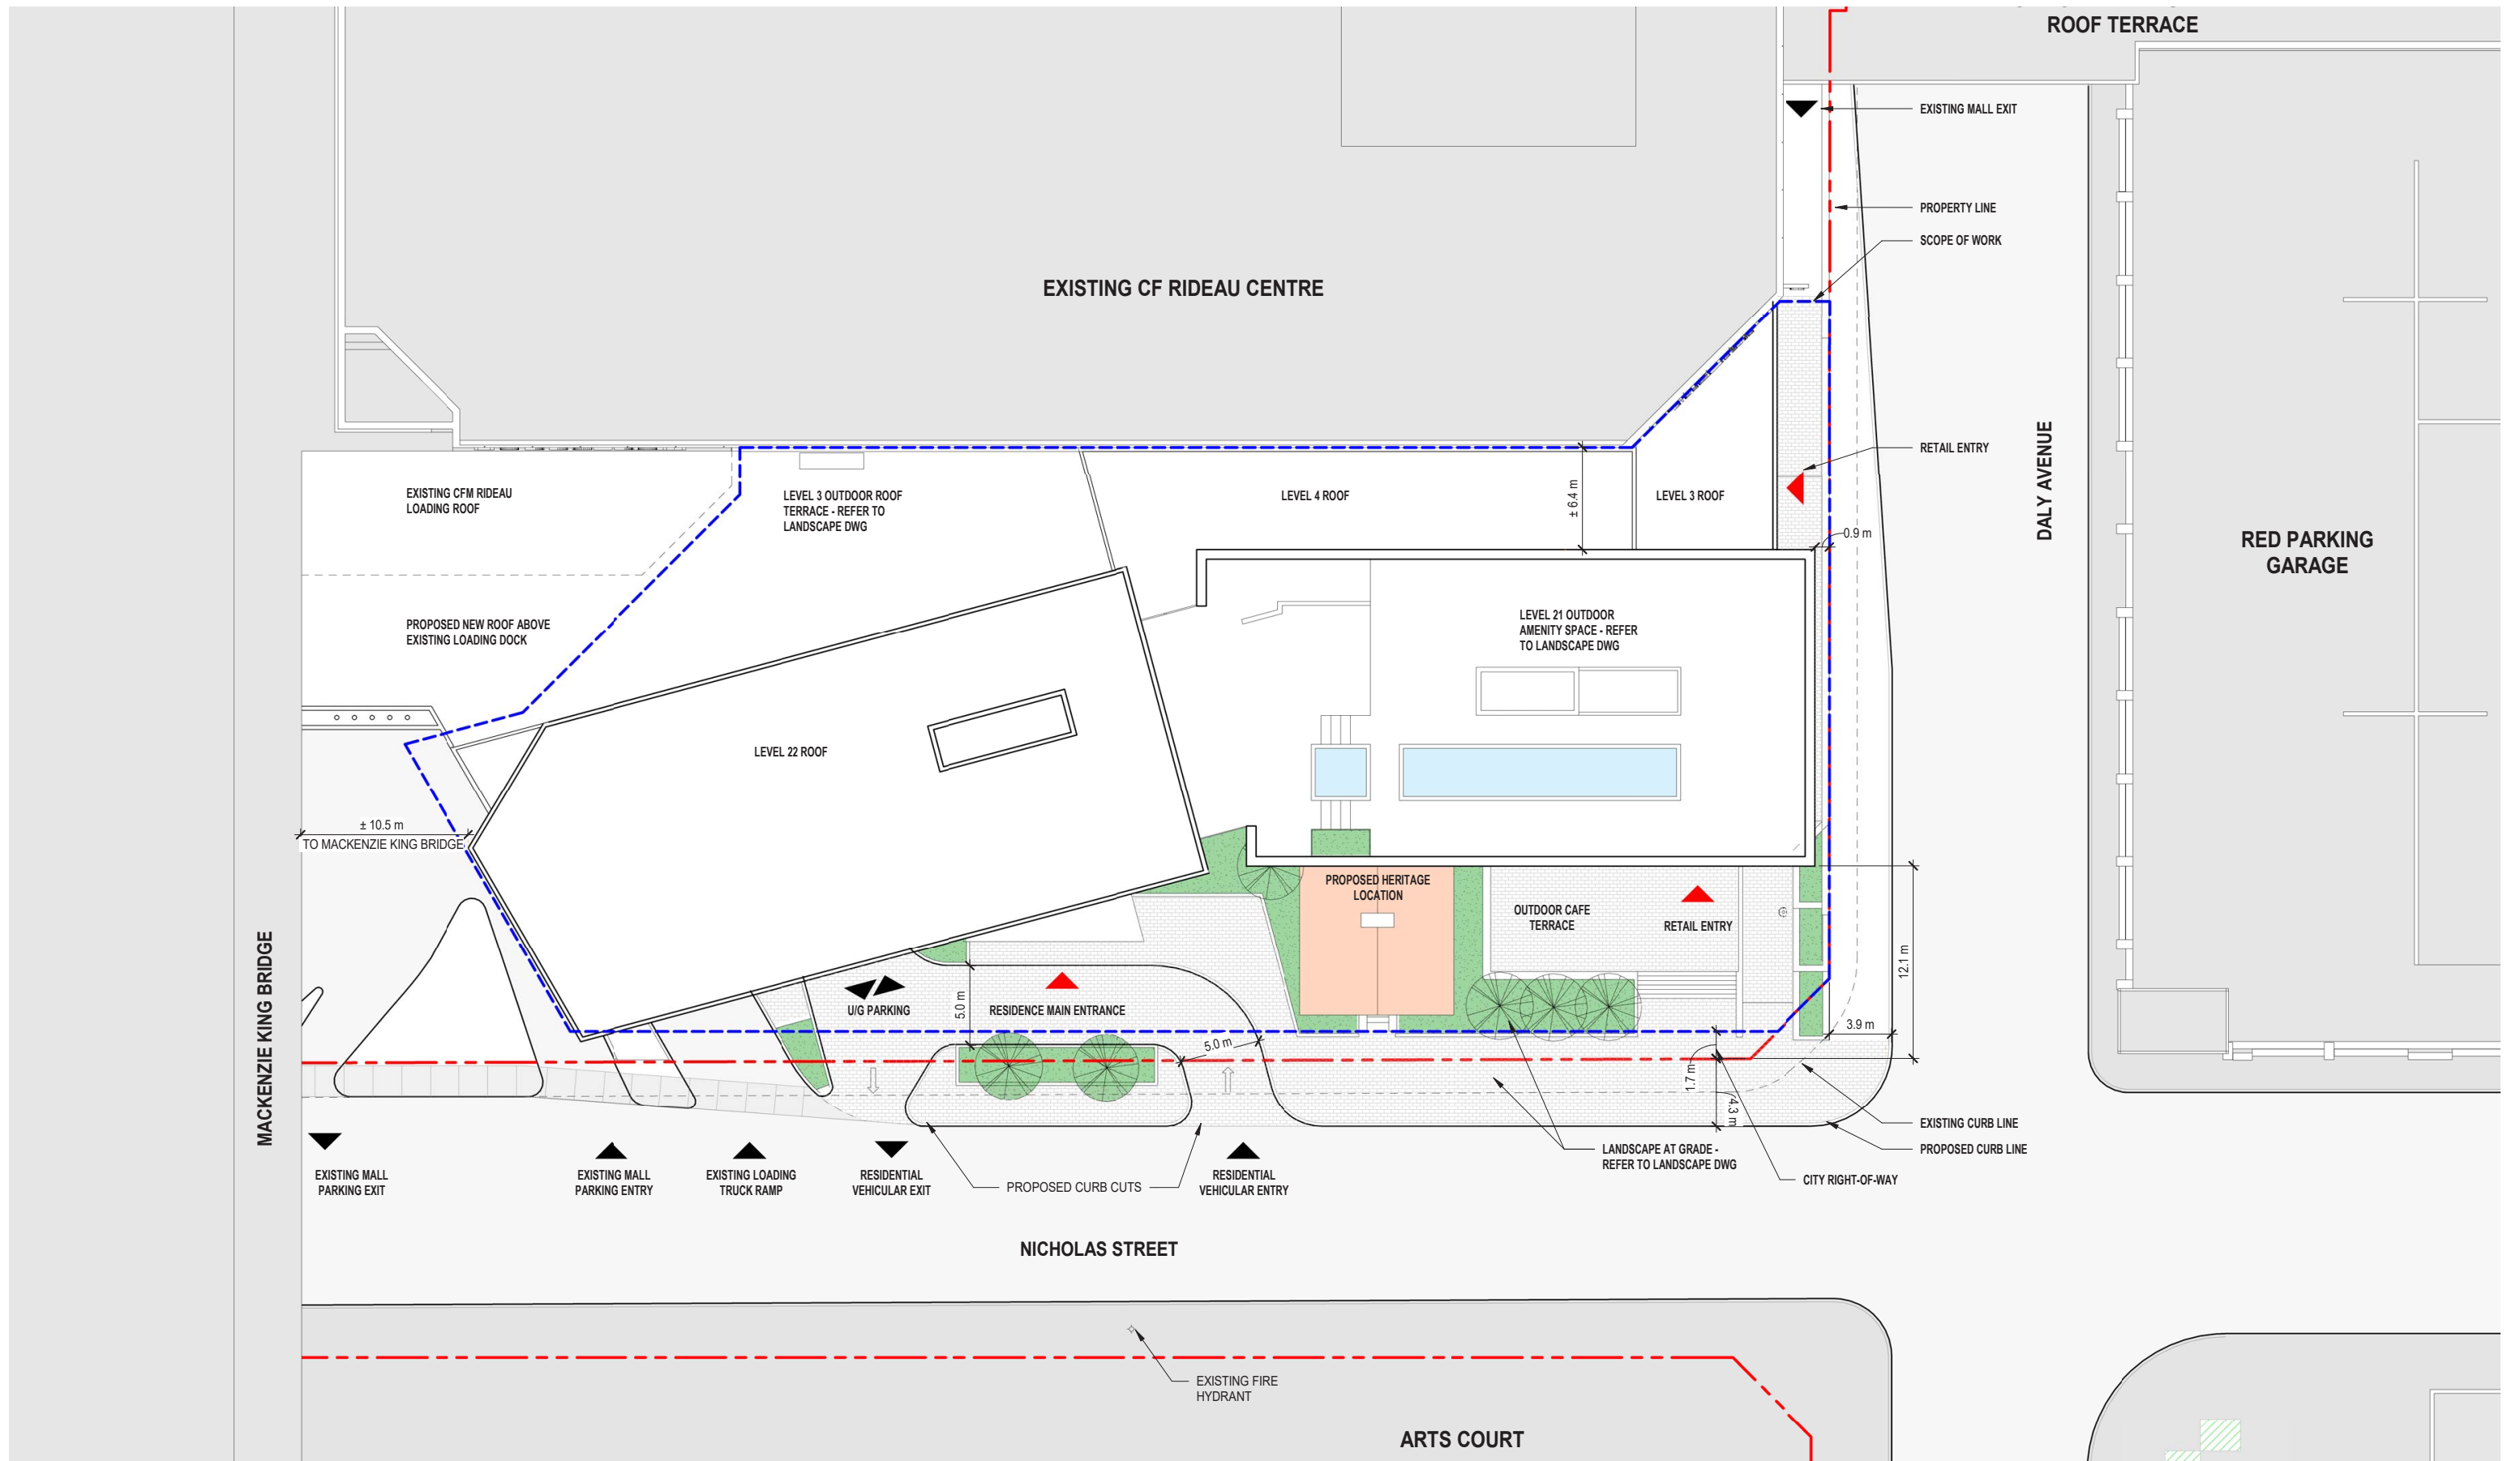 ROOF TERRACE
EXISTING MALL EXIT
PROPERTY LINE
SCOPE OF WORK
EXISTING CF RIDEAU CENTRE
RETAIL ENTRY
DALY AVENUE
RED PARKING
GARAGE
EXISTING CFM RIDEAU
LOADING ROOF
LEVEL 3 OUTDOOR ROOF
TERRACE - REFER TO
LANDSCAPE DWG
LEVEL 4 ROOF
± 6.4 m
LEVEL 3 ROOF
0.9 m
PROPOSED NEW ROOF ABOVE
EXISTING LOADING DOCK
LEVEL 21 OUTDOOR
AMENITY SPACE - REFER
TO LANDSCAPE DWG
LEVEL 22 ROOF
± 10.5 m
TO MACKENZIE KING BRIDGE
MACKENZIE KING BRIDGE
PROPOSED HERITAGE
LOCATION
OUTDOOR CAFE
TERRACE
RETAIL ENTRY
12.1 m
U/G PARKING
5.0 m
RESIDENCE MAIN ENTRANCE
5.0 m
3.9 m
1.7 m
4.3 m
EXISTING CURB LINE
PROPOSED CURB LINE
LANDSCAPE AT GRADE -
REFER TO LANDSCAPE DWG
CITY RIGHT-OF-WAY
EXISTING MALL
PARKING EXIT
EXISTING MALL
PARKING ENTRY
EXISTING LOADING
TRUCK RAMP
RESIDENTIAL
VEHICULAR EXIT
PROPOSED CURB CUTS
RESIDENTIAL
VEHICULAR ENTRY
NICHOLAS STREET
EXISTING FIRE
HYDRANT
ARTS COURT